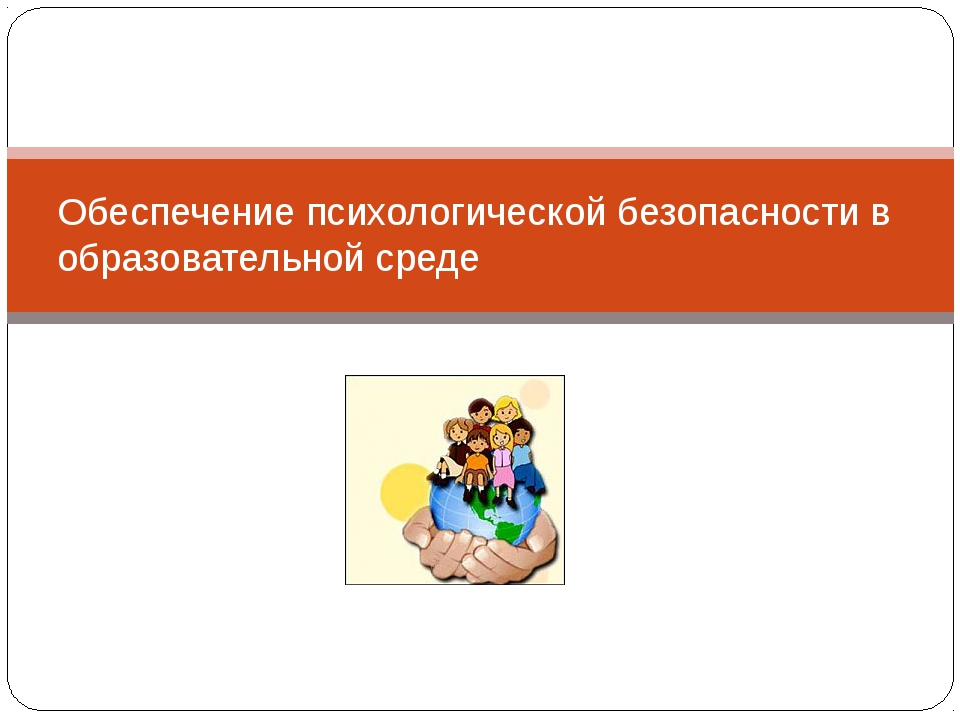 Обеспечение психологической безопасности в
образовательной среде